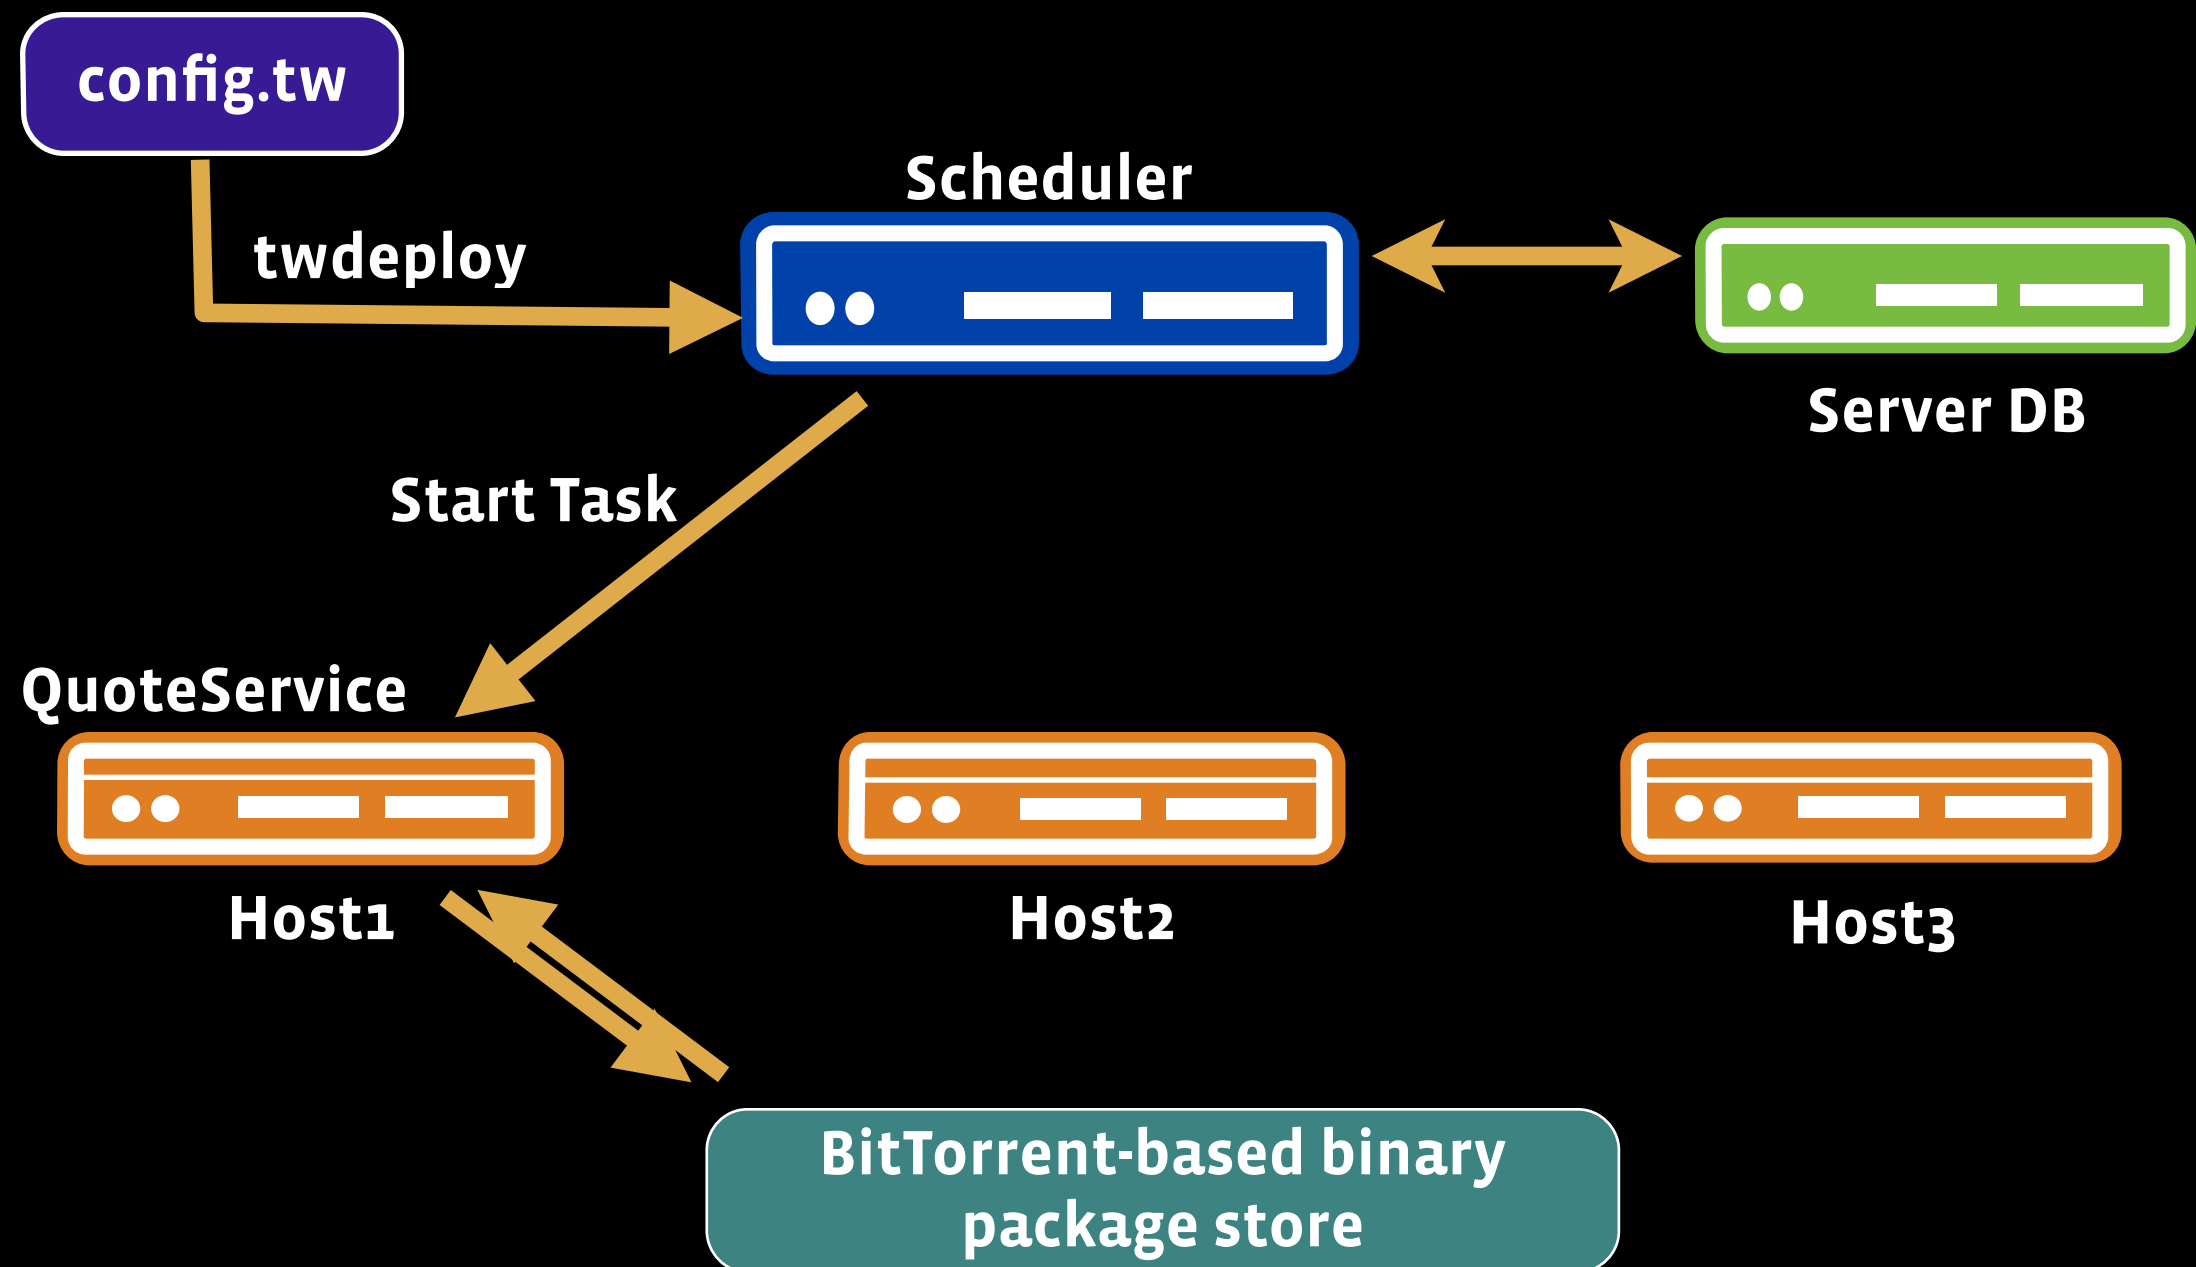 config.tw
Scheduler
twdeploy
Server DB
Start Task
QuoteService
Host1
Host2
Host3
BitTorrent-based binary
package store